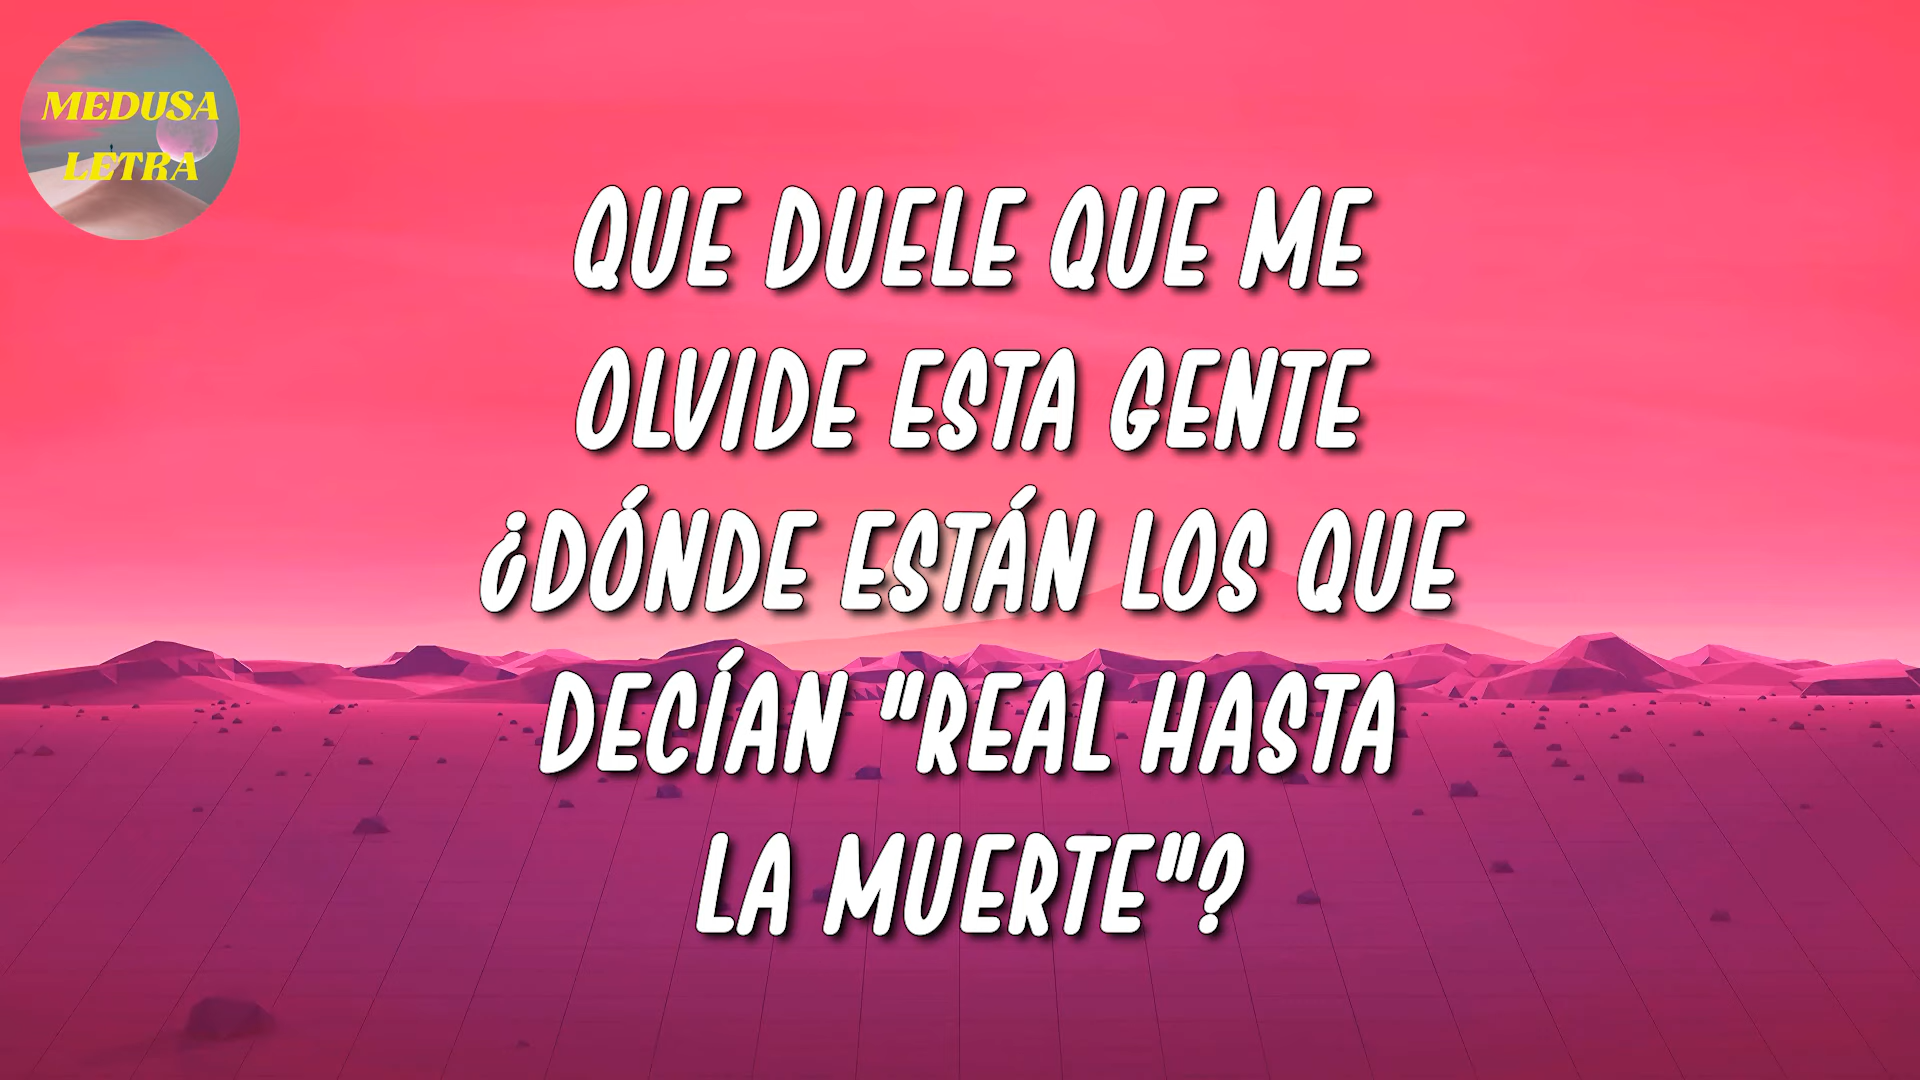 MEDUSA
LETRA
QUE DUELE QUE ME
OLVIDE ESTA GENTE
¿DÓNDE ESTÁN LOS QUE
DECÍAN "REAL HASTA
LA MUERTE"?